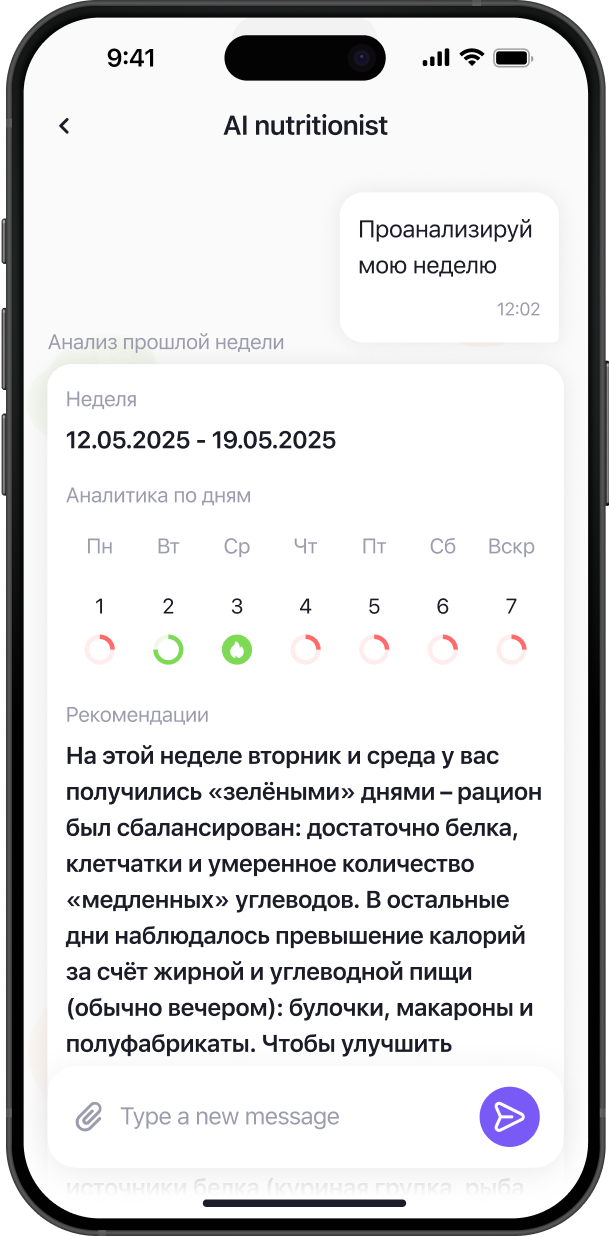 9:41
AI nutritionist
Проанализируй
мою неделю
12:02
Анализ прошлой недели
Неделя
12.05.2025 - 19.05.2025
Аналитика по дням
Пн Вт Ср Чт Пт Сб Вскр
1 2 3 4 5 6 7
Рекомендации
На этой неделе вторник и среда у вас
получились «зелёными» днями – рацион
был сбалансирован: достаточно белка,
клетчатки и умеренное количество
«медленных» углеводов. В остальные
дни наблюдалось превышение калорий
за счёт жирной и углеводной пищи
(обычно вечером): булочки, макароны и
полуфабрикаты. Чтобы улучшить
Type a new message
источники белка (куриная грудка, рыба